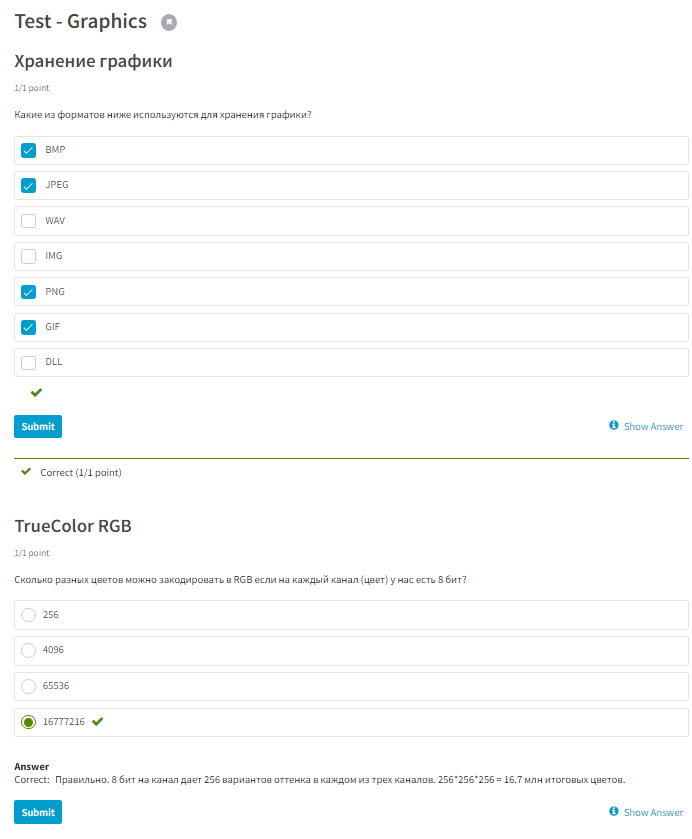 Test - Graphics
Хранение графики
1/1 point
Какие из форматов ниже используются для хранения графики?
BMP
JPEG
WAV
IMG
PNG
GIF
DLL
Submit
Show Answer
Correct (1/1 point)
TrueColor RGB
1/1 point
Сколько разных цветов можно закодировать в RGB если на каждый канал (цвет) у нас есть 8 бит?
256
4096
65536
16777216
Answer
Correct: Правильно. 8 бит на канал дает 256 вариантов оттенка в каждом из трех каналов. 256*256*256 = 16.7 млн итоговых цветов.
Submit
Show Answer